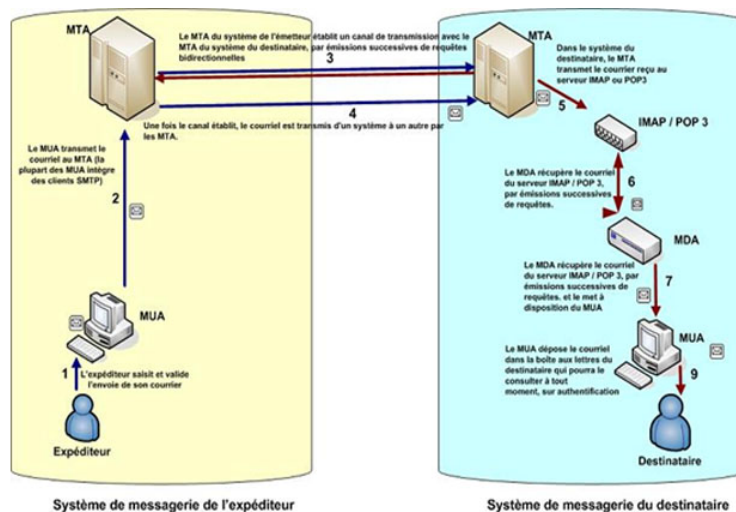 MTA
Le MTA du système de l'émetteur établit un canal de transmission avec le
MTA du système du destinataire, par émissions successives de requêtes
bidirectionnelles
3
4
Une fois le canal établit, le courriel est transmis d'un système à un autre par
les MTA.
Le MUA transmet le
courriel au MTA (la
plupart des MUA intègre
des clients SMTP)
2
MUA
1
L'expéditeur saisit et valide
l'envoie de son courrier
Expéditeur
Système de messagerie de l'expéditeur
MTA
Dans le système du
destinataire, le MTA
transmet le courrier reçu au
serveur IMAP ou POP3
5
IMAP / POP 3
Le MDA récupère le courriel
du serveur IMAP / POP 3,
par émissions successives
de requêtes.
6
MDA
Le MDA récupère le courriel
du serveur IMAP / POP 3, par
émissions successives de
requêtes. et le met à
disposition du MUA
7
MUA
Le MUA dépose le courriel
dans la boîte aux lettres du
destinataire qui pourra le
consulter à tout
moment, sur authentification
9
Destinataire
Système de messagerie du destinataire